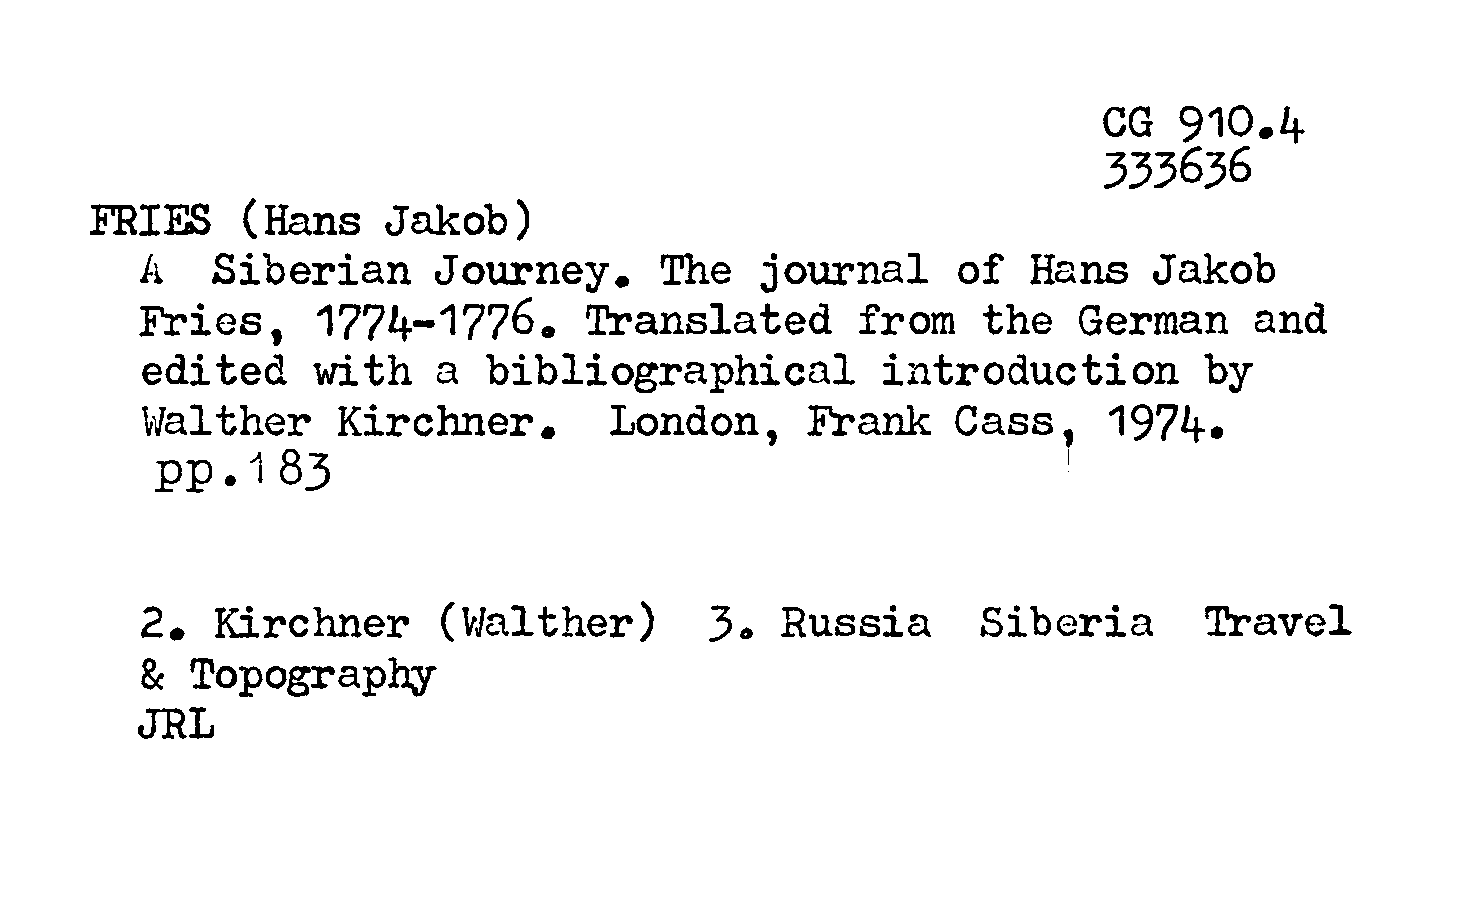 CG 910.4
333636
FRIES (Hans Jakob)
A Siberian Journey. The journal of Hans Jakob
Fries, 1774-1776. Translated from the German and
edited with a bibliographical introduction by
Walther Kirchner. London, Frank Cass, 1974.
pp.183
2. Kirchner (Walther) 3. Russia Siberia Travel
& Topography
JRL